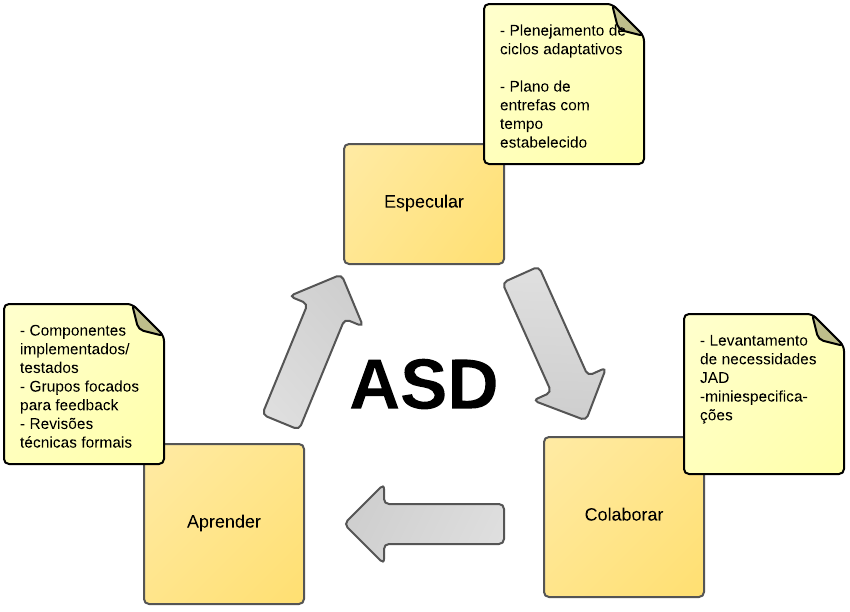 - Plenejamento de
ciclos adaptativos
- Plano de
entrefas com
tempo
estabelecido
Especular
- Componentes
implementados/
testados
- Grupos focados
para feedback
- Revisões
técnicas formais
ASD
- Levantamento
de necessidades
JAD
-miniespecifica-
ções
Aprender
Colaborar